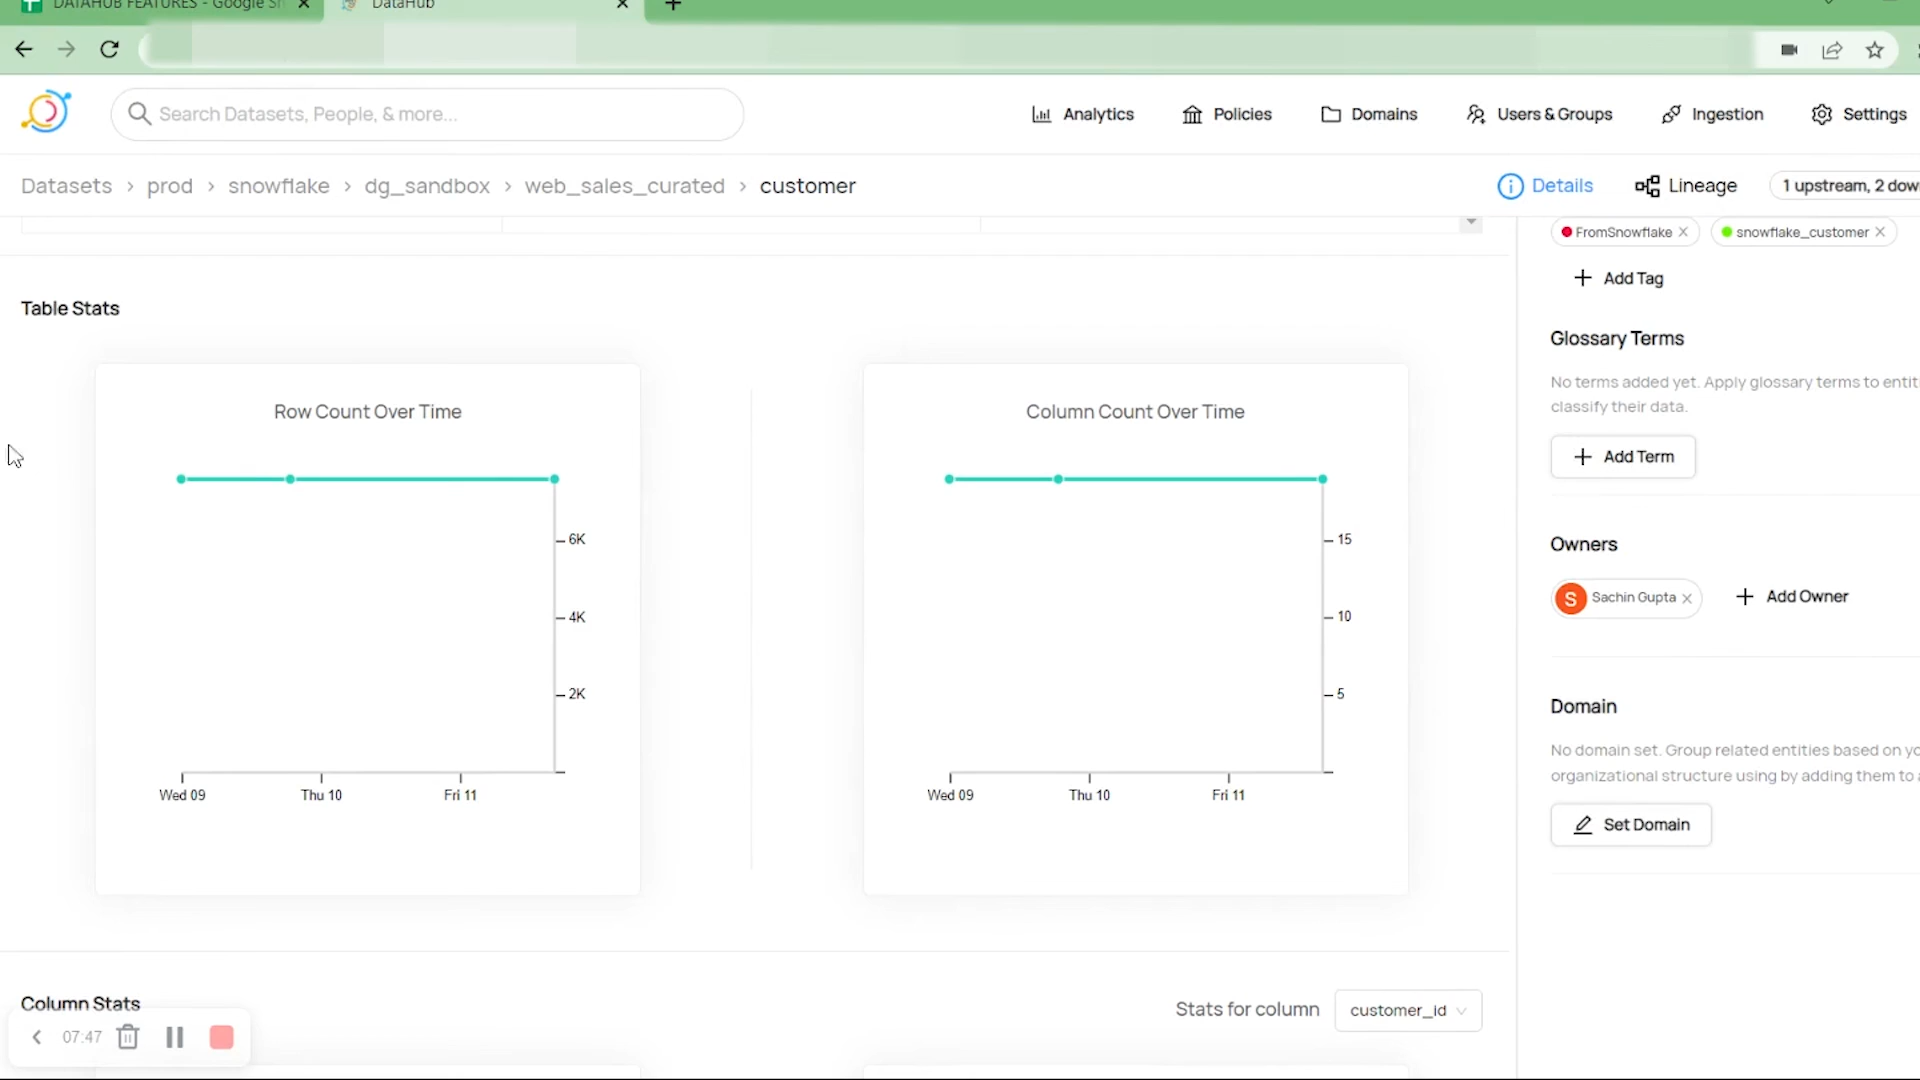 DATAHUB FEATURES - Google Sh
DataHub
Search Datasets, People, & more...
Analytics
Policies
Domains
Users & Groups
Ingestion
Settings
Datasets > prod > snowflake > dg_sandbox > web_sales_curated > customer
Details
Lineage
1 upstream, 2 down
FromSnowflake
snowflake_customer
Add Tag
Table Stats
Glossary Terms
No terms added yet. Apply glossary terms to entit
classify their data.
Add Term
Row Count Over Time
6K
4K
2K
Wed 09
Thu 10
Fri 11
Column Count Over Time
15
10
5
Wed 09
Thu 10
Fri 11
Owners
S
Sachin Gupta
Add Owner
Domain
No domain set. Group related entities based on yo
organizational structure using by adding them to a
Set Domain
Column Stats
Stats for column
customer_id
07:47